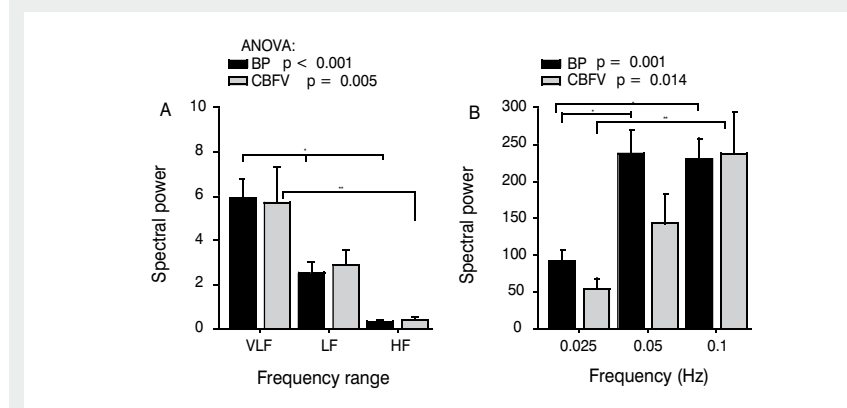 ANOVA:
BP p < 0.001
CBFV p = 0.005
A
10
8
6
4
2
0
Spectral power
VLF LF HF
Frequency range
*
**
BP p = 0.001
CBFV p = 0.014
B
300
250
200
150
100
50
0
Spectral power
0.025 0.05 0.1
Frequency (Hz)
*
*
**